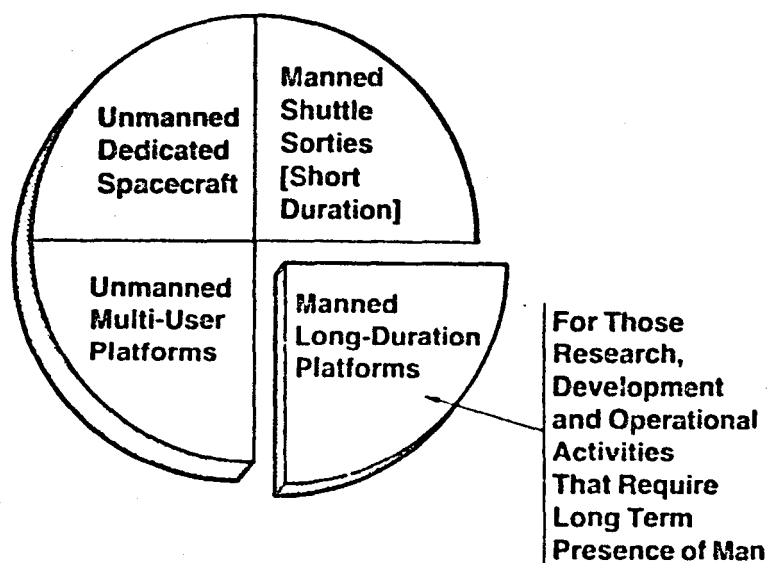 Unmanned
Dedicated
Spacecraft
Manned
Shuttle
Sorties
[Short
Duration]
Unmanned
Multi-User
Platforms
Manned
Long-Duration
Platforms
For Those
Research,
Development
and Operational
Activities
That Require
Long Term
Presence of Man